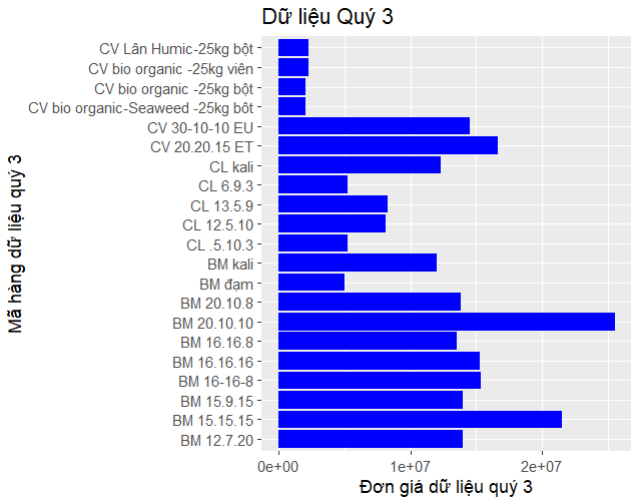 Dữ liệu Quý 3
CV Lân Humic-25kg bột
CV bio organic -25kg viên
CV bio organic -25kg bột
CV bio organic-Seaweed -25kg bột
CV 30-10-10 EU
CV 20.20.15 ET
CL kali
CL 6.9.3
CL 13.5.9
CL 12.5.10
CL .5.10.3
BM kali
BM đạm
BM 20.10.8
BM 20.10.10
BM 16.16.8
BM 16.16.16
BM 16-16-8
BM 15.9.15
BM 15.15.15
BM 12.7.20
Mã hàng dữ liệu quý 3
0e+00 1e+07 2e+07
Đơn giá dữ liệu quý 3